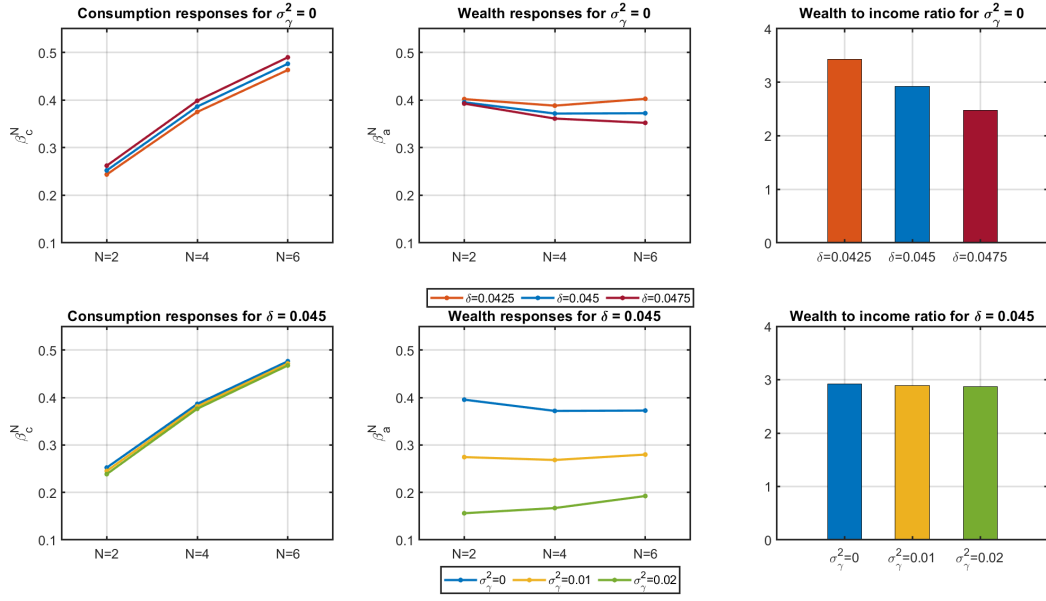 Consumption responses for σ²γ = 0
0.5
0.4
0.3
0.2
0.1
β_c^N
N=2 N=4 N=6
Wealth responses for σ²γ = 0
0.5
0.4
0.3
0.2
0.1
β_a^N
N=2 N=4 N=6
Wealth to income ratio for σ²γ = 0
4
3
2
1
0
δ=0.0425 δ=0.045 δ=0.0475
δ=0.0425 δ=0.045 δ=0.0475
Consumption responses for δ = 0.045
0.5
0.4
0.3
0.2
0.1
β_c^N
N=2 N=4 N=6
Wealth responses for δ = 0.045
0.5
0.4
0.3
0.2
0.1
β_a^N
N=2 N=4 N=6
Wealth to income ratio for δ = 0.045
4
3
2
1
0
σ²γ=0 σ²γ=0.01 σ²γ=0.02
σ²γ=0 σ²γ=0.01 σ²γ=0.02